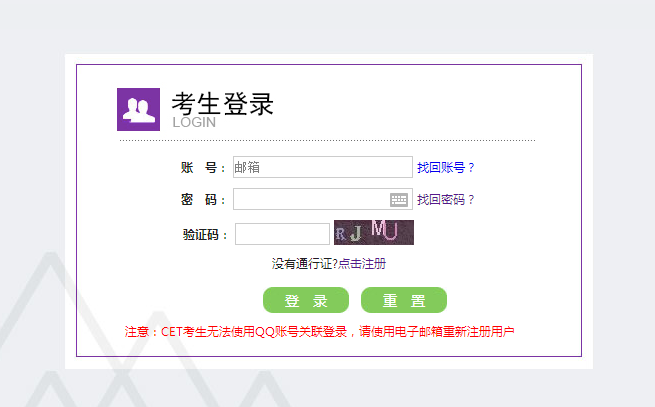 考生登录
LOGIN
账 号： 邮箱 找回账号？
密 码： 找回密码？
验证码： R J M U
没有通行证?点击注册
登 录 重 置
注意：CET考生无法使用QQ账号关联登录，请使用电子邮箱重新注册用户